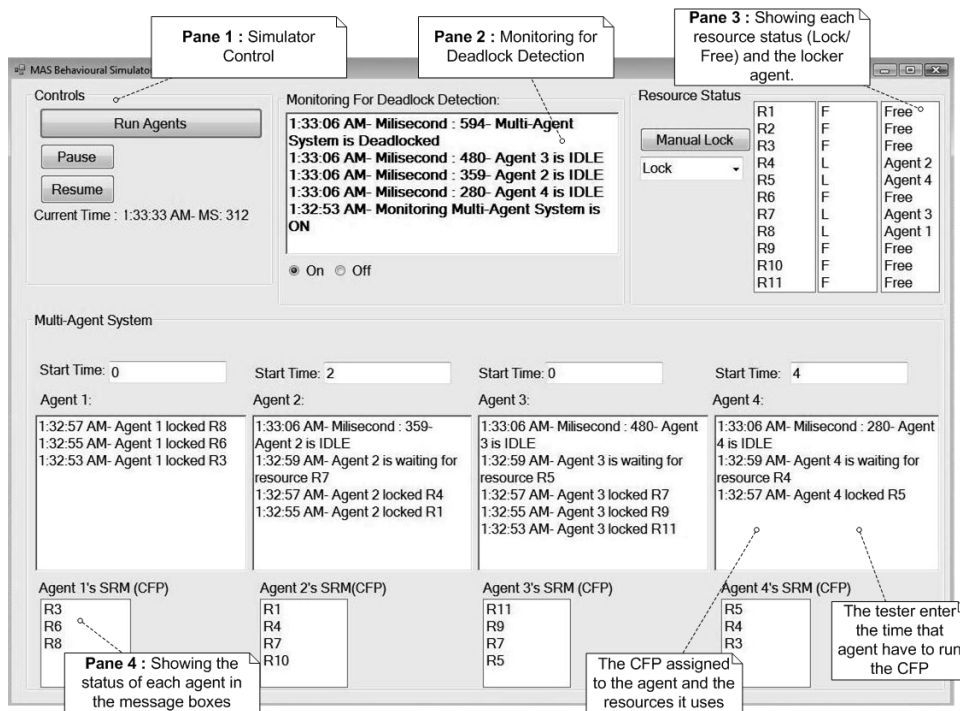 Pane 1 : Simulator
Control
Pane 2 : Monitoring for
Deadlock Detection
Pane 3 : Showing each
resource status (Lock/
Free) and the locker
agent.
MAS Behavioural Simulato
Controls
Run Agents
Pause
Resume
Current Time : 1:33:33 AM- MS: 312
Monitoring For Deadlock Detection:
1:33:06 AM- Milisecond : 594- Multi-Agent
System is Deadlocked
1:33:06 AM- Milisecond : 480- Agent 3 is IDLE
1:33:06 AM- Milisecond : 359- Agent 2 is IDLE
1:33:06 AM- Milisecond : 280- Agent 4 is IDLE
1:32:53 AM- Monitoring Multi-Agent System is
ON
On Off
Resource Status
Manual Lock
Lock
R1 F Free
R2 F Free
R3 F Free
R4 L Agent 2
R5 L Agent 4
R6 F Free
R7 L Agent 3
R8 L Agent 1
R9 F Free
R10 F Free
R11 F Free
Multi-Agent System
Start Time: 0
Agent 1:
1:32:57 AM- Agent 1 locked R8
1:32:55 AM- Agent 1 locked R6
1:32:53 AM- Agent 1 locked R3
Agent 1's SRM (CFP)
R3
R6
R8
Start Time: 2
Agent 2:
1:33:06 AM- Milisecond : 359-
Agent 2 is IDLE
1:32:59 AM- Agent 2 is waiting for
resource R7
1:32:57 AM- Agent 2 locked R4
1:32:55 AM- Agent 2 locked R1
Agent 2's SRM(CFP)
R1
R4
R7
R10
Start Time: 0
Agent 3:
1:33:06 AM- Milisecond : 480- Agent
3 is IDLE
1:32:59 AM- Agent 3 is waiting for
resource R5
1:32:57 AM- Agent 3 locked R7
1:32:55 AM- Agent 3 locked R9
1:32:53 AM- Agent 3 locked R11
Agent 3's SRM (CFP)
R11
R9
R7
R5
Start Time: 4
Agent 4:
1:33:06 AM- Milisecond : 280- Agent
4 is IDLE
1:32:59 AM- Agent 4 is waiting for
resource R4
1:32:57 AM- Agent 4 locked R5
Agent 4's SRM (CFP)
R5
R4
R3
Pane 4 : Showing the
status of each agent in
the message boxes
The CFP assigned
to the agent and the
resources it uses
The tester enter
the time that
agent have to run
the CFP